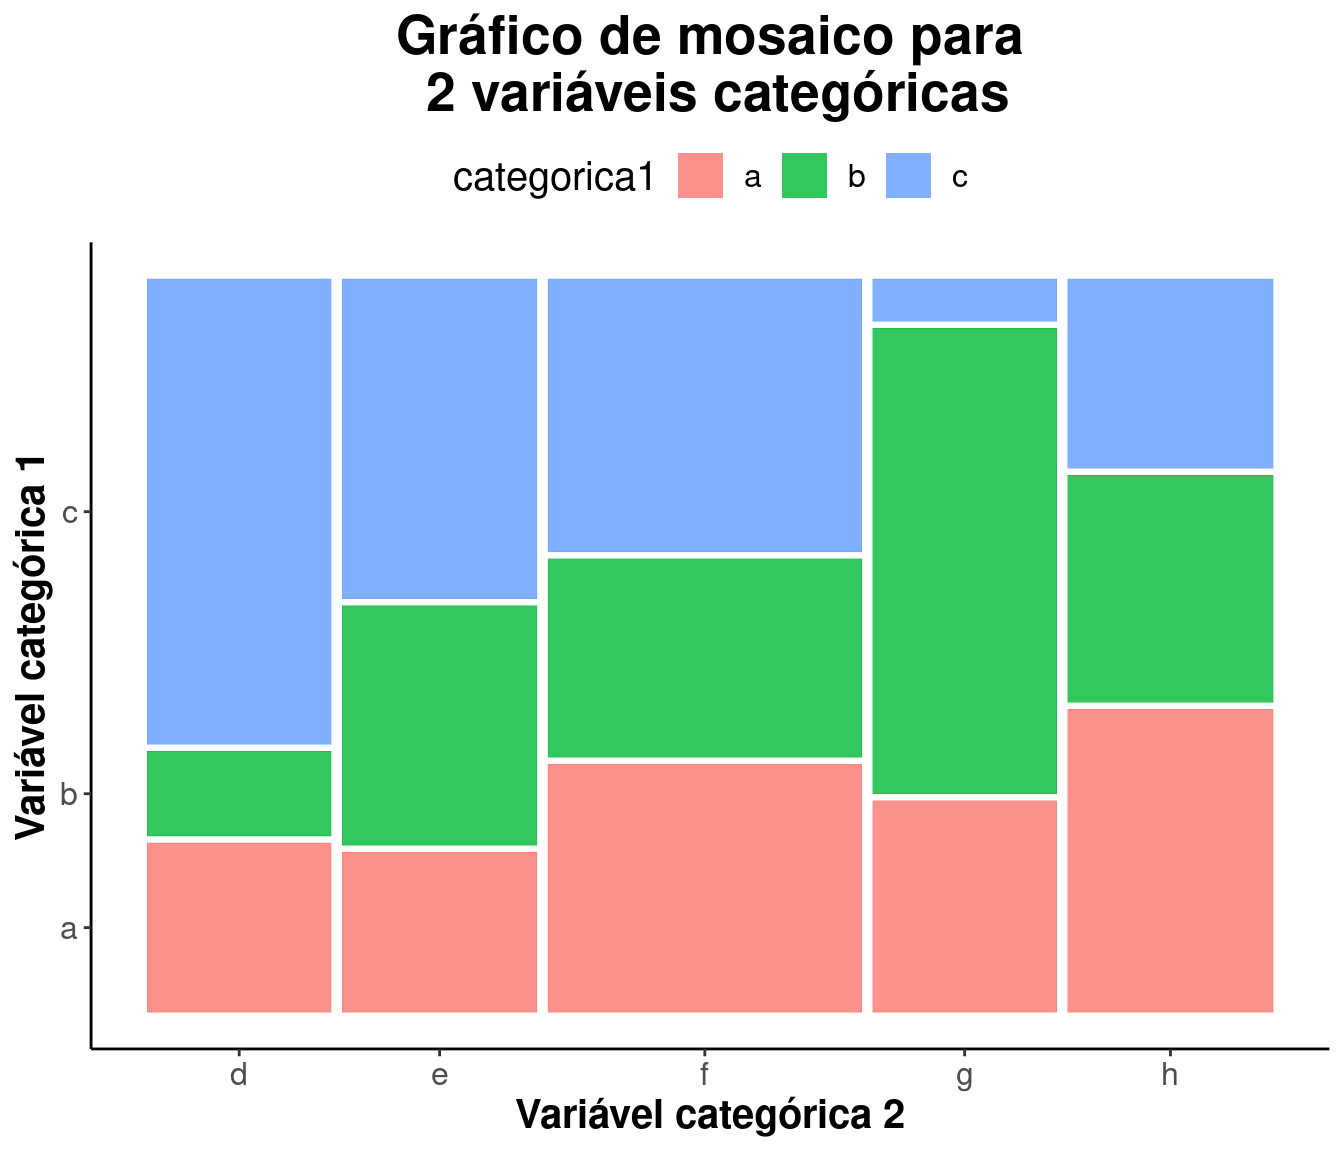 Gráfico de mosaico para
2 variáveis categóricas
categorica1 a b c
Variável categórica 1
c
b
a
d e f g h
Variável categórica 2